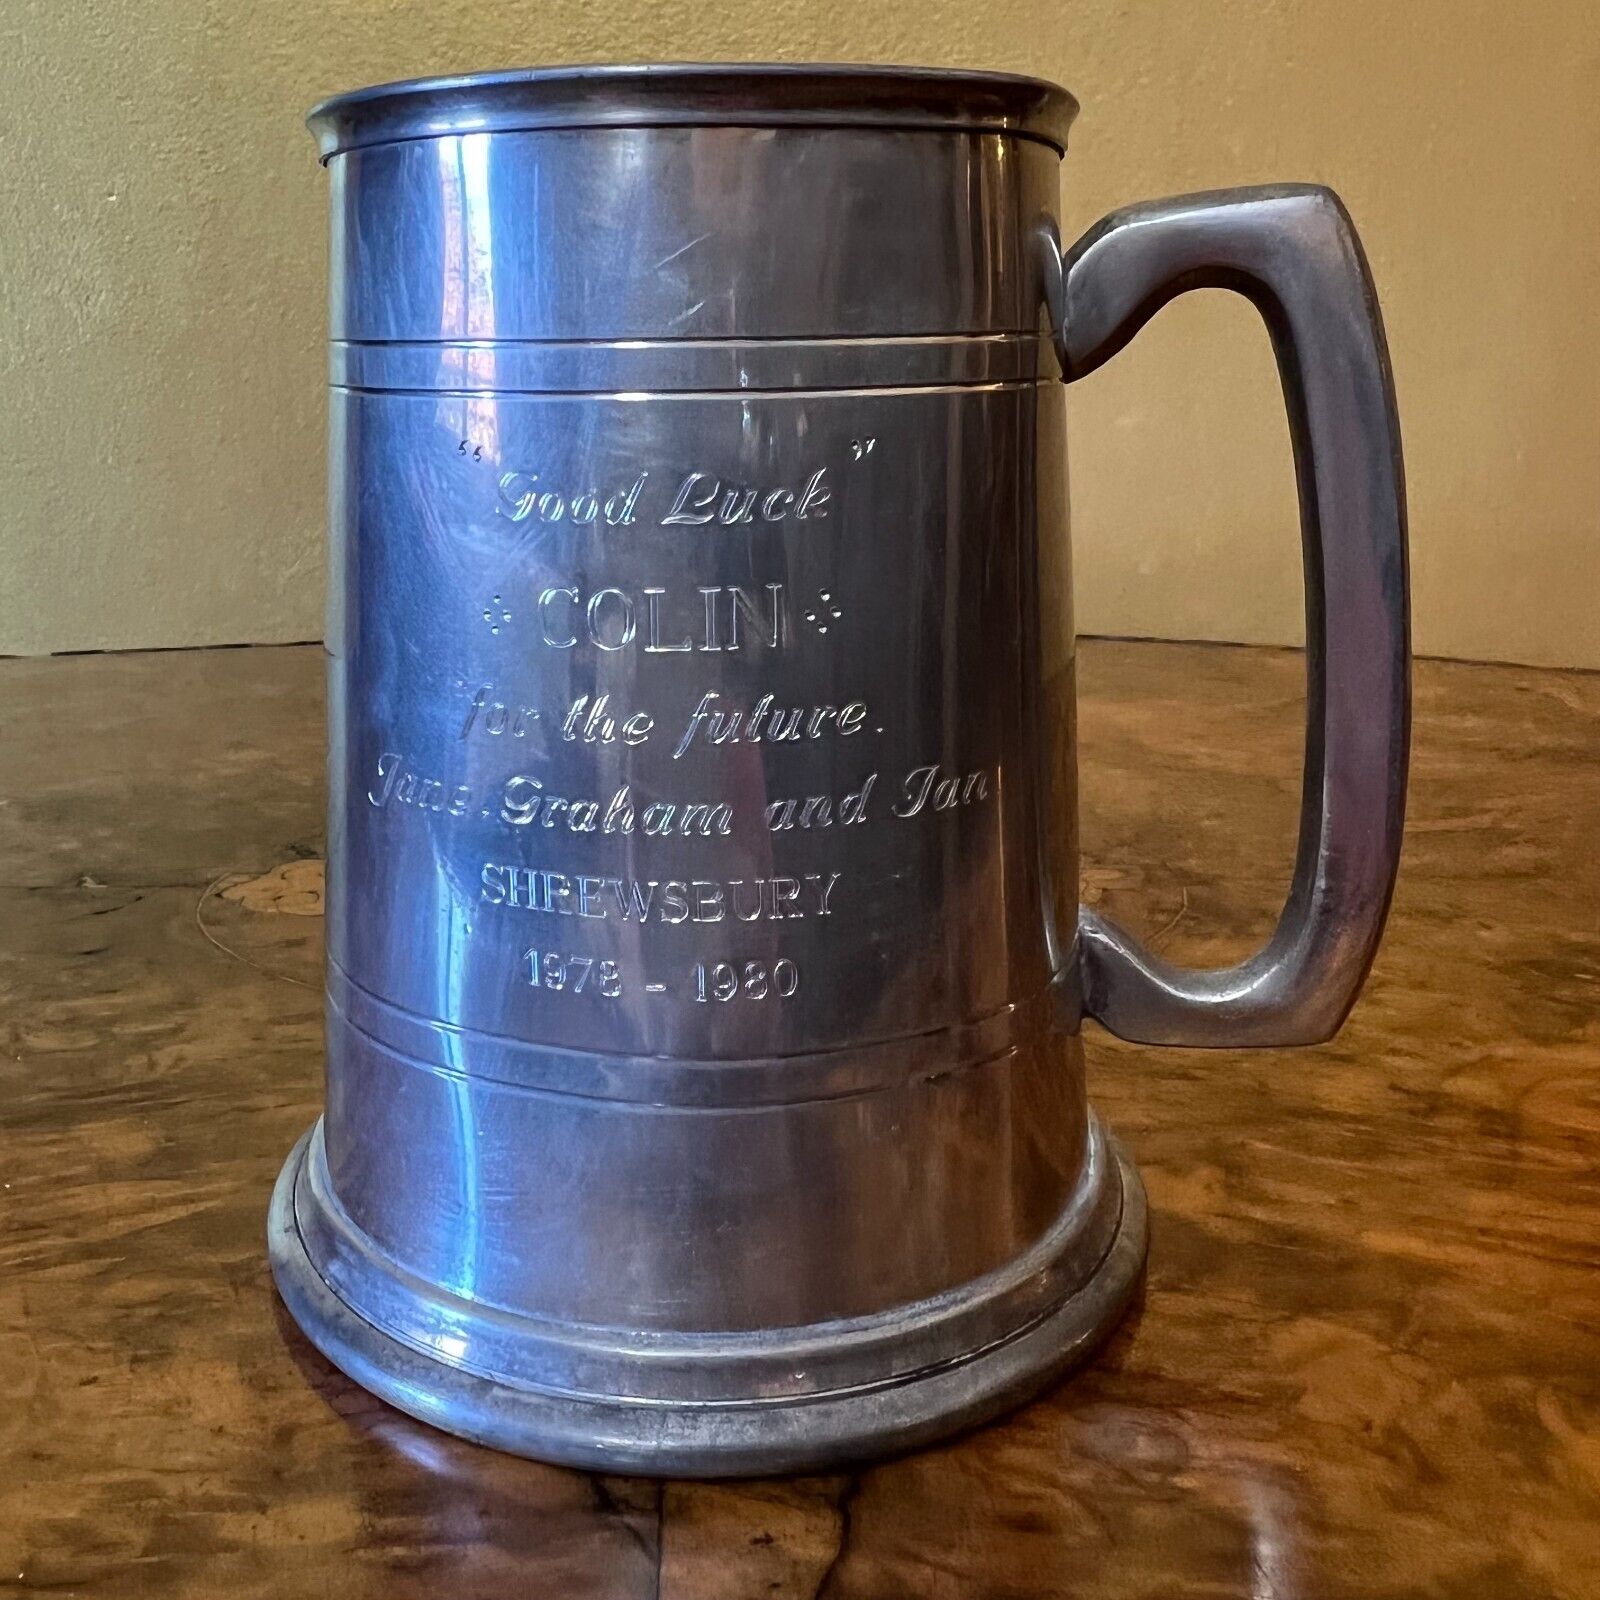 "Good Luck"
COLIN
for the future.
Jane, Graham and Ian
SHREWSBURY
1978 - 1980